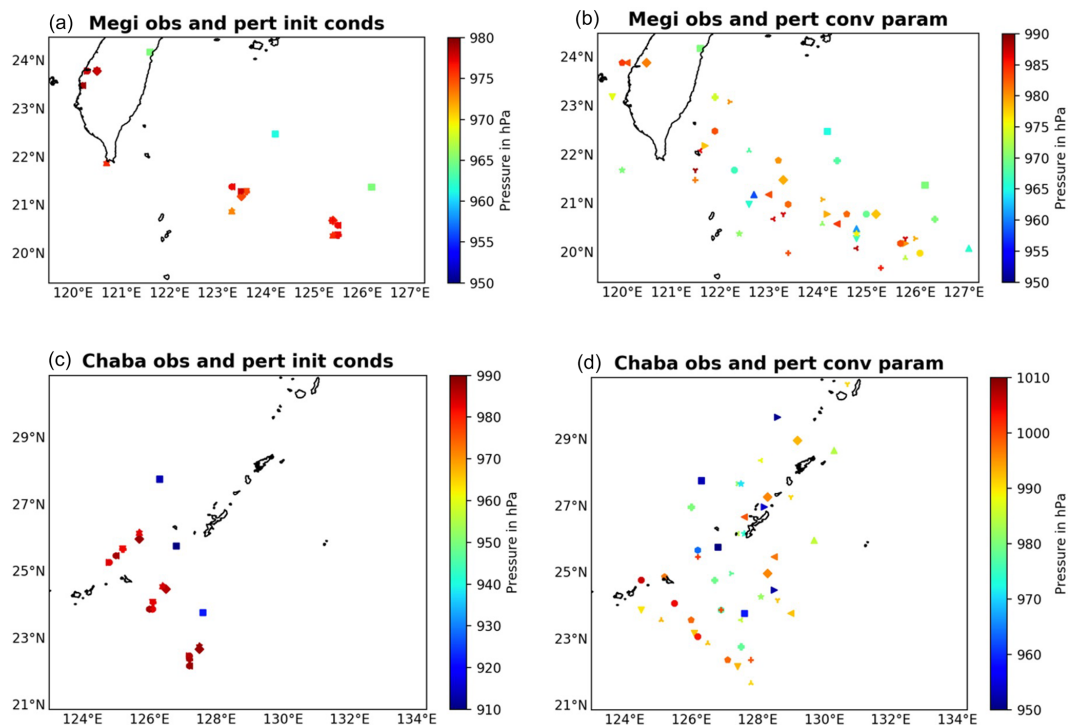 (a) Megi obs and pert init conds
24°N
23°N
22°N
21°N
20°N
120°E 121°E 122°E 123°E 124°E 125°E 126°E 127°E
980
975
970
965
960
955
950
Pressure in hPa
(b) Megi obs and pert conv param
24°N
23°N
22°N
21°N
20°N
120°E 121°E 122°E 123°E 124°E 125°E 126°E 127°E
990
985
980
975
970
965
960
955
950
Pressure in hPa
(c) Chaba obs and pert init conds
29°N
27°N
25°N
23°N
21°N
124°E 126°E 128°E 130°E 132°E 134°E
990
980
970
960
950
940
930
920
910
Pressure in hPa
(d) Chaba obs and pert conv param
29°N
27°N
25°N
23°N
21°N
124°E 126°E 128°E 130°E 132°E 134°E
1010
1000
990
980
970
960
950
Pressure in hPa